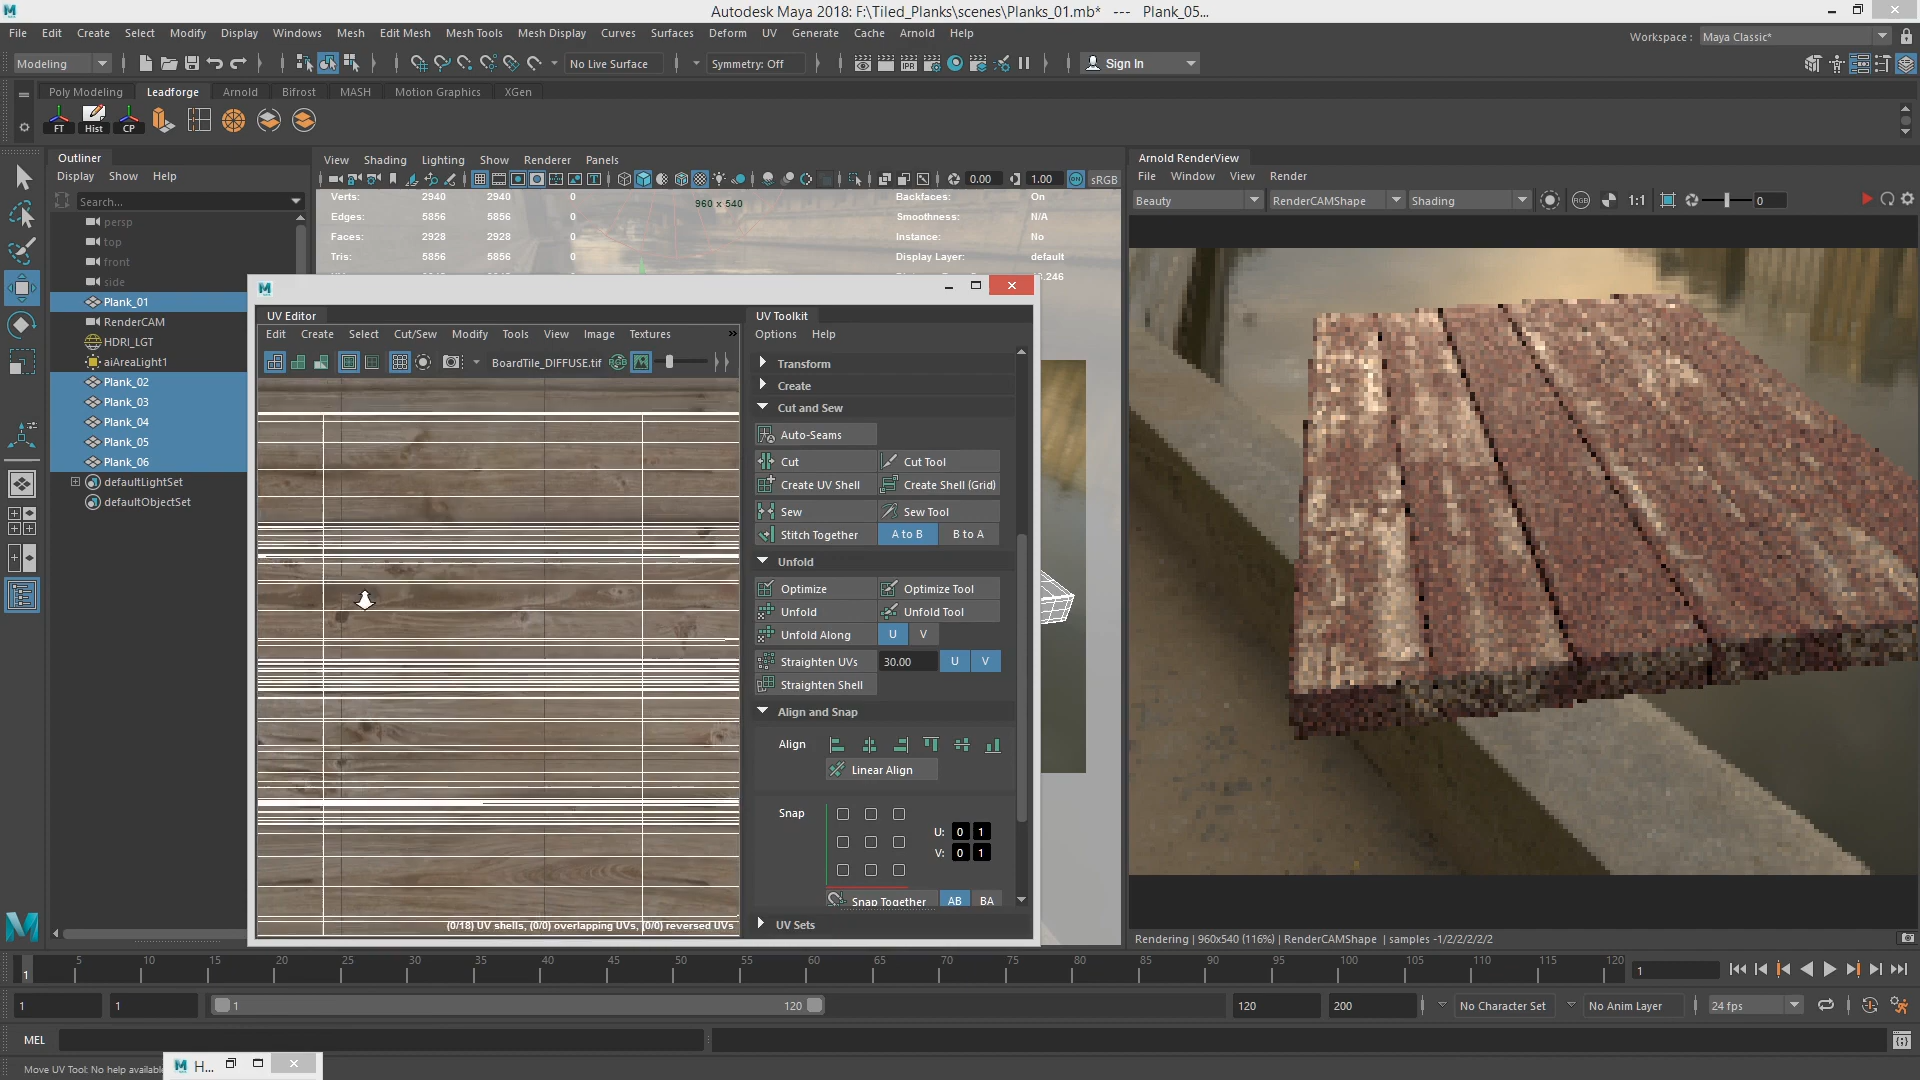 Autodesk Maya 2018: F:\Tiled_Planks\scenes\Planks_01.mb*   ---   Plank_05...
File Edit Create Select Modify Display Windows Mesh Edit Mesh Mesh Tools Mesh Display Curves Surfaces Deform UV Generate Cache Arnold Help
Workspace : Maya Classic*
Modeling No Live Surface Symmetry: Off Sign In
Poly Modeling Leadforge Arnold Bifrost MASH Motion Graphics XGen
FT Hist CP
Outliner
Display Show Help
Search...
persp
top
front
side
Plank_01
RenderCAM
HDRI_LGT
aiAreaLight1
Plank_02
Plank_03
Plank_04
Plank_05
Plank_06
defaultLightSet
defaultObjectSet
View Shading Lighting Show Renderer Panels
0.00 1.00 sRGB
Verts: 2940 2940 0
Edges: 5856 5856 0
Faces: 2928 2928 0
Tris: 5856 5856 0
960 x 540
Backfaces: On
Smoothness: N/A
Instance: No
Display Layer: default
UV Editor
Edit Create Select Cut/Sew Modify Tools View Image Textures »
BoardTile_DIFFUSE.tif
(0/18) UV shells, (0/0) overlapping UVs, (0/0) reversed UVs
UV Toolkit
Options Help
Transform
Create
Cut and Sew
Auto-Seams
Cut Cut Tool
Create UV Shell Create Shell (Grid)
Sew Sew Tool
Stitch Together A to B B to A
Unfold
Optimize Optimize Tool
Unfold Unfold Tool
Unfold Along U V
Straighten UVs 30.00 U V
Straighten Shell
Align and Snap
Align
Linear Align
Snap
U: 0 1
V: 0 1
Snap Together AB BA
UV Sets
Arnold RenderView
File Window View Render
Beauty RenderCAMShape Shading 1:1 0
Rendering | 960x540 (116%) | RenderCAMShape | samples -1/2/2/2/2/2
5 10 15 20 25 30 35 40 45 50 55 60 65 70 75 80 85 90 95 100 105 110 115 120
1 1
1 1 1 120 120 200 No Character Set No Anim Layer 24 fps
MEL
Move UV Tool: No help available
H...